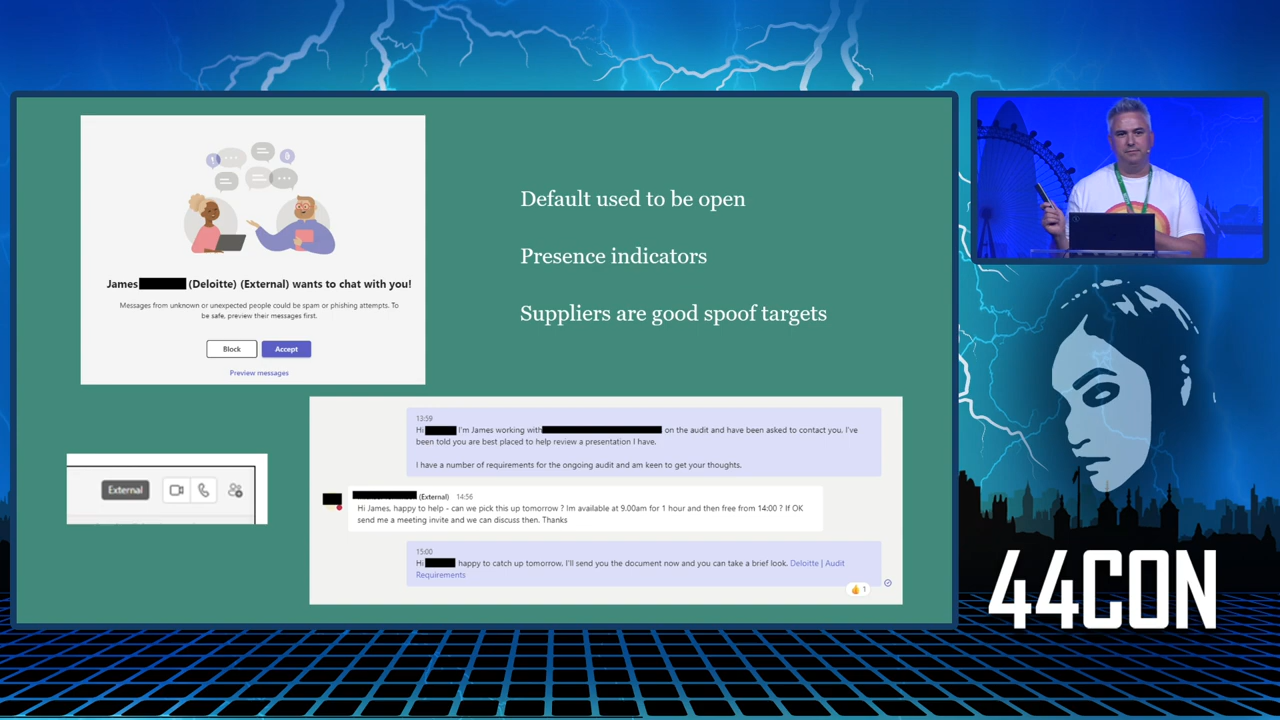 James (Deloitte) (External) wants to chat with you!
Messages from unknown or unexpected people could be spam or phishing attempts. To
be safe, preview their messages first.
Block
Accept
Preview messages
Default used to be open
Presence indicators
Suppliers are good spoof targets
External
13:59
Hi I'm James working with on the audit and have been asked to contact you. I've
been told you are best placed to help review a presentation I have.
I have a number of requirements for the ongoing audit and am keen to get your thoughts.
(External) 14:56
Hi James, happy to help - can we pick this up tomorrow ? Im available at 9.00am for 1 hour and then free from 14:00 ? If OK
send me a meeting invite and we can discuss then. Thanks
15:00
Hi happy to catch up tomorrow, I'll send you the document now and you can take a brief look. Deloitte | Audit
Requirements
1
44CON